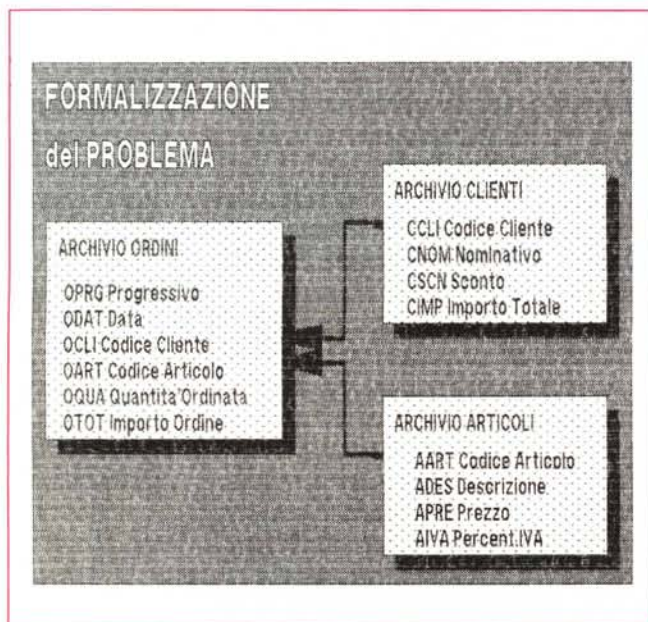 FORMALIZZAZIONE
del PROBLEMA
ARCHIVIO ORDINI
OPRG Progressivo
ODAT Data
OCLI Codice Cliente
OART Codice Articolo
OQUA Quantita'Ordinata
OTOT Importo Ordine
ARCHIVIO CLIENTI
CCLI Codice Cliente
CNOM Nominativo
CSCN Sconto
CIMP Importo Totale
ARCHIVIO ARTICOLI
AART Codice Articolo
ADES Descrizione
APRE Prezzo
AIVA Percent.IVA